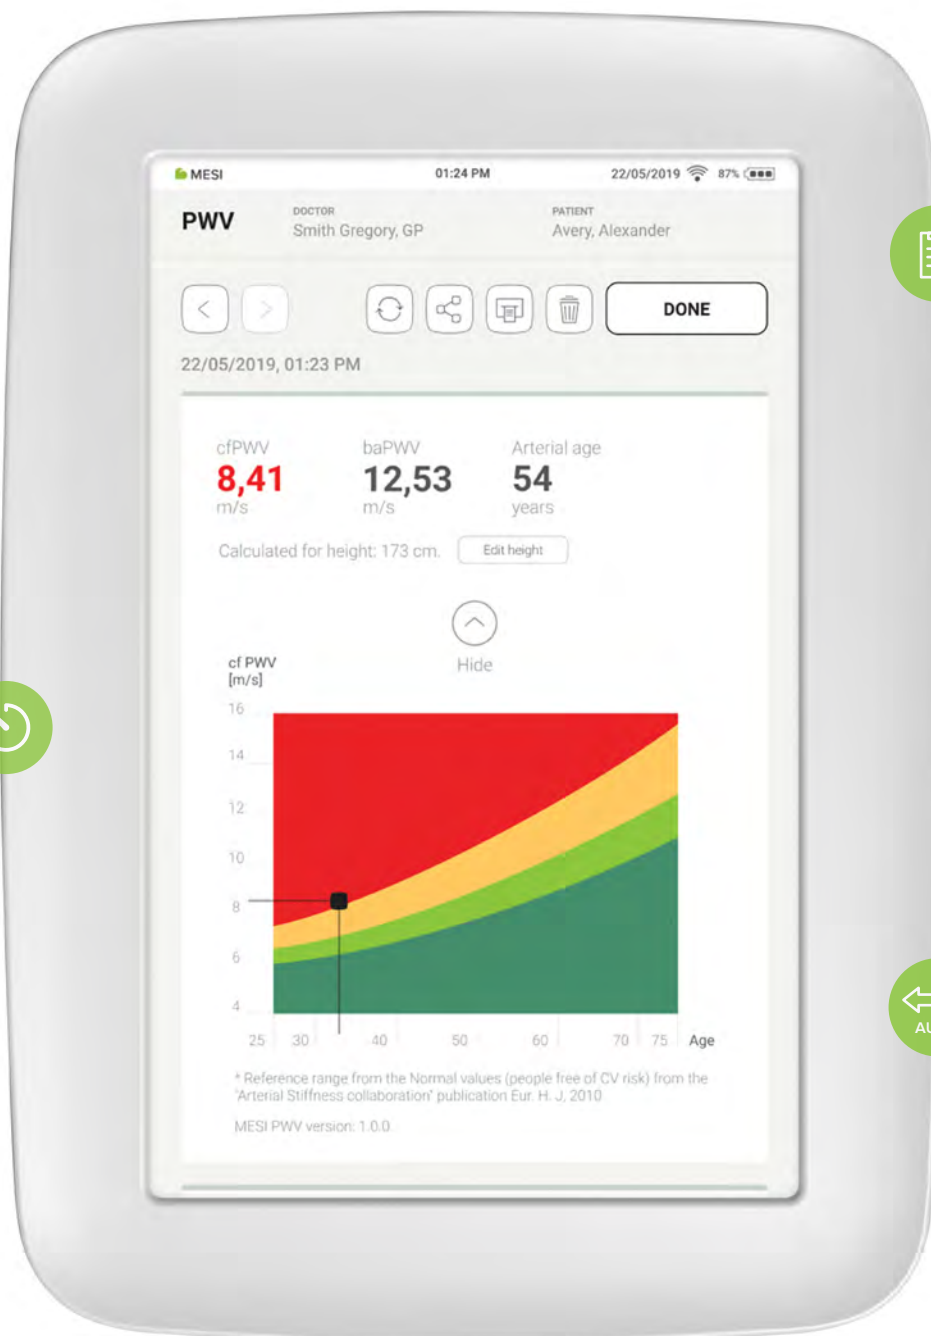 MESI 01:24 PM 22/05/2019 87%
PWV
DOCTOR
Smith Gregory, GP
PATIENT
Avery, Alexander
DONE
22/05/2019, 01:23 PM
cfPWV baPWV Arterial age
8,41 12,53 54
m/s m/s years
Calculated for height: 173 cm. Edit height
Hide
cf PWV
[m/s]
16
14
12
10
8
6
4
25 30 40 50 60 70 75 Age
* Reference range from the Normal values (people free of CV risk) from the
"Arterial Stiffness collaboration" publication Eur. H. J, 2010
MESI PWV version: 1.0.0.